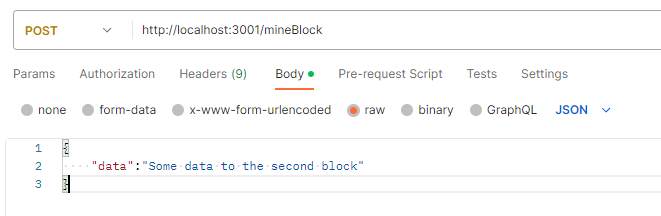 POST http://localhost:3001/mineBlock
Params Authorization Headers (9) Body Pre-request Script Tests Settings
none form-data x-www-form-urlencoded raw binary GraphQL JSON
1 {
2 "data":"Some data to the second block"
3 }